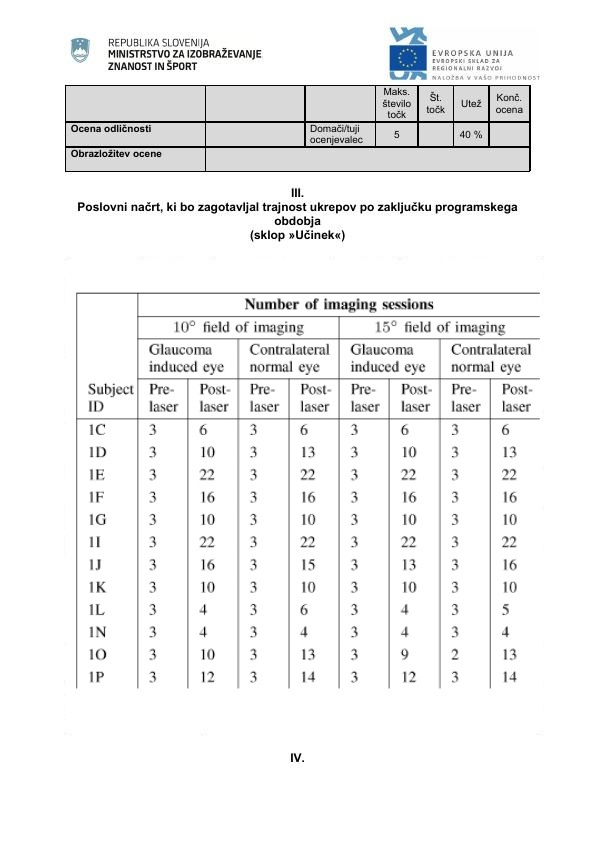 REPUBLIKA SLOVENIJA
MINISTRSTVO ZA IZOBRAŽEVANJE
ZNANOST IN ŠPORT
EVROPSKA UNIJA
EVROPSKI SKLAD ZA
REGIONALNI RAZVOJ
NALOŽBA V VAŠO PRIHODNOST
Maks. število točk Št. točk Utež Konč. ocena
Ocena odličnosti Domači/tuji ocenjevalec 5 40 %
Obrazložitev ocene
III.
Poslovni načrt, ki bo zagotavljal trajnost ukrepov po zaključku programskega
obdobja
(sklop »Učinek«)
Number of imaging sessions
10° field of imaging 15° field of imaging
Glaucoma induced eye Contralateral normal eye Glaucoma induced eye Contralateral normal eye
Subject ID Pre-laser Post-laser Pre-laser Post-laser Pre-laser Post-laser Pre-laser Post-laser
1C 3 6 3 6 3 6 3 6
1D 3 10 3 13 3 10 3 13
1E 3 22 3 22 3 22 3 22
1F 3 16 3 16 3 16 3 16
1G 3 10 3 10 3 10 3 10
1I 3 22 3 22 3 22 3 22
1J 3 16 3 15 3 13 3 16
1K 3 10 3 10 3 10 3 10
1L 3 4 3 6 3 4 3 5
1N 3 4 3 4 3 4 3 4
1O 3 10 3 13 3 9 2 13
1P 3 12 3 14 3 12 3 14
IV.